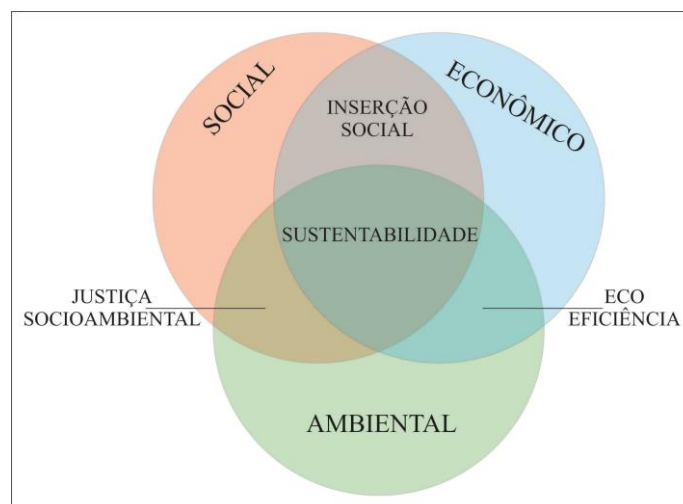 SOCIAL
ECONÔMICO
INSERÇÃO
SOCIAL
SUSTENTABILIDADE
JUSTIÇA
SOCIOAMBIENTAL
ECO
EFICIÊNCIA
AMBIENTAL